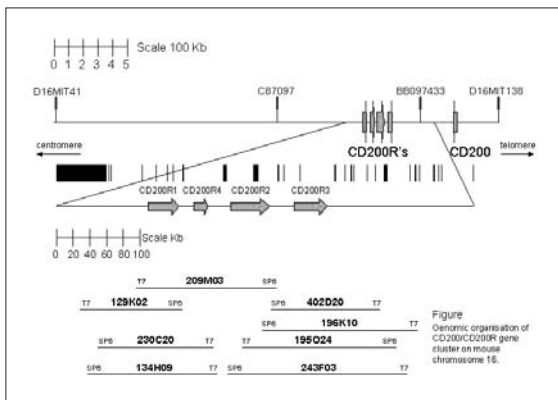 Scale 100 Kb
0 1 2 3 4 5
D16MIT41 C87097 BB097433 D16MIT138
CD200R's CD200
centromere telomere
CD200R1 CD200R4 CD200R2 CD200R3
Scale Kb
0 20 40 60 80 100
T7 209M03 SP6
T7 129K02 SP6 SP6 402D20 T7
SP6 196K10 T7
SP6 230C20 T7 T7 195O24 SP6
SP6 134H09 T7 SP6 243F03 T7
Figure
Genomic organisation of
CD200/CD200R gene
cluster on mouse
chromosome 16.